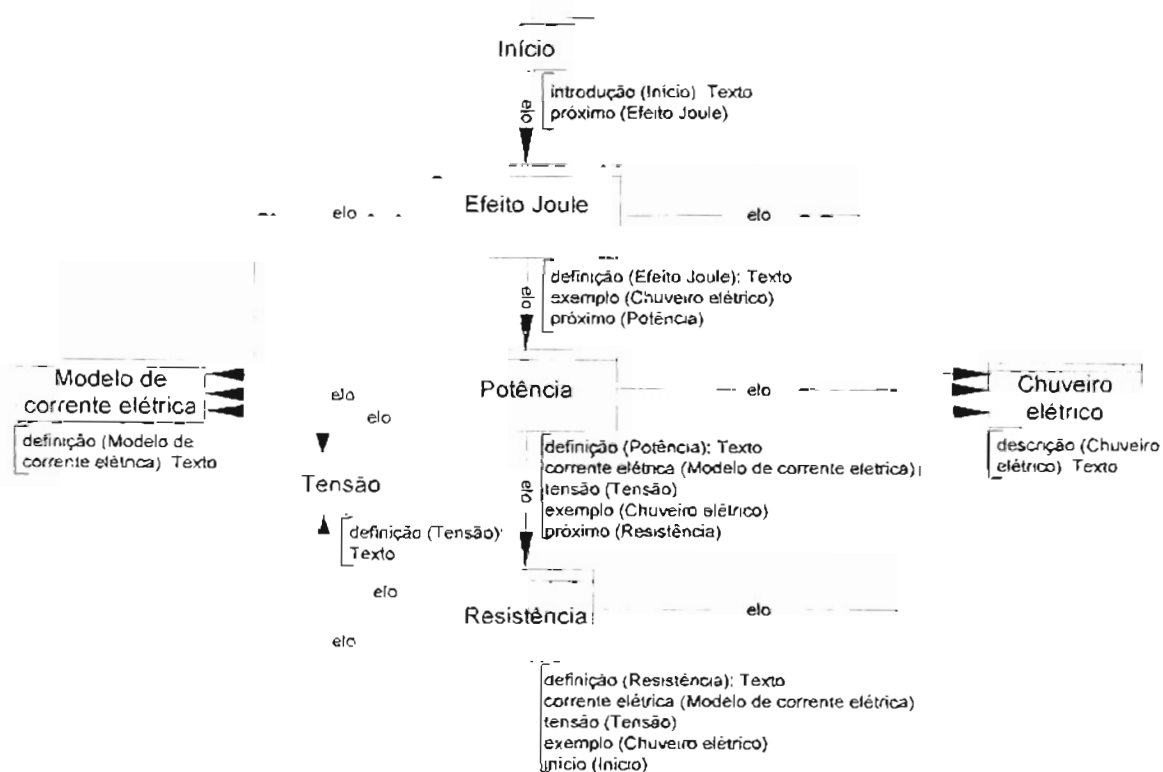 Início
elo
introdução (Início) Texto
próximo (Efeito Joule)
elo
Efeito Joule
elo
elo
definição (Efeito Joule): Texto
exemplo (Chuveiro elétrico)
próximo (Potência)
Modelo de
corrente elétrica
definição (Modelo de
corrente elétrica) Texto
elo
elo
Potência
elo
Chuveiro
elétrico
descrição (Chuveiro
elétrico) Texto
Tensão
definição (Tensão):
Texto
elo
definição (Potência): Texto
corrente elétrica (Modelo de corrente eletrica)
tensão (Tensão)
exemplo (Chuveiro elétrico)
próximo (Resistência)
elo
elo
Resistência
elo
definição (Resistência): Texto
corrente elétrica (Modelo de corrente elétrica)
tensão (Tensão)
exemplo (Chuveiro elétrico)
início (Início)